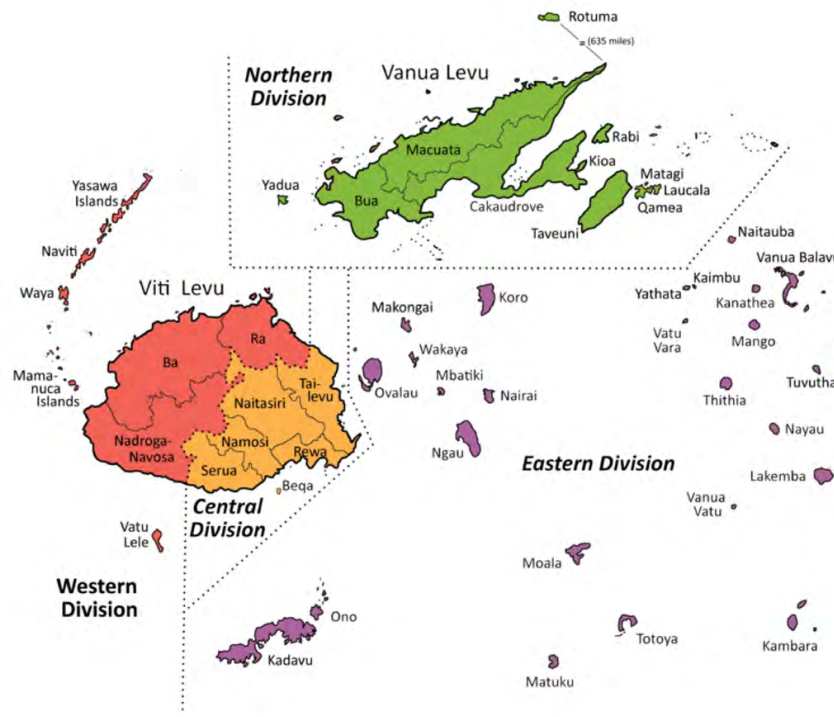 Rotuma
= (635 miles)
Northern
Division
Vanua Levu
Macuata
Rabi
Kioa
Matagi
Laucala
Qamea
Yadua
Bua
Cakaudrove
Taveuni
Yasawa
Islands
Naviti
Waya
Viti Levu
Naitauba
Vanua Balavu
Kaimbu
Yathata
Kanathea
Koro
Makongai
Vatu
Vara
Mango
Ra
Ba
Wakaya
Mama-
nuca
Islands
Tai-
levu
Ovalau
Mbatiki
Nairai
Tuvutha
Thithia
Naitasiri
Nadroga-
Navosa
Namosi
Rewa
Serua
Ngau
Nayau
Eastern Division
Lakemba
Beqa
Central
Division
Vanua
Vatu
Vatu
Lele
Moala
Western
Division
Ono
Kadavu
Totoya
Kambara
Matuku